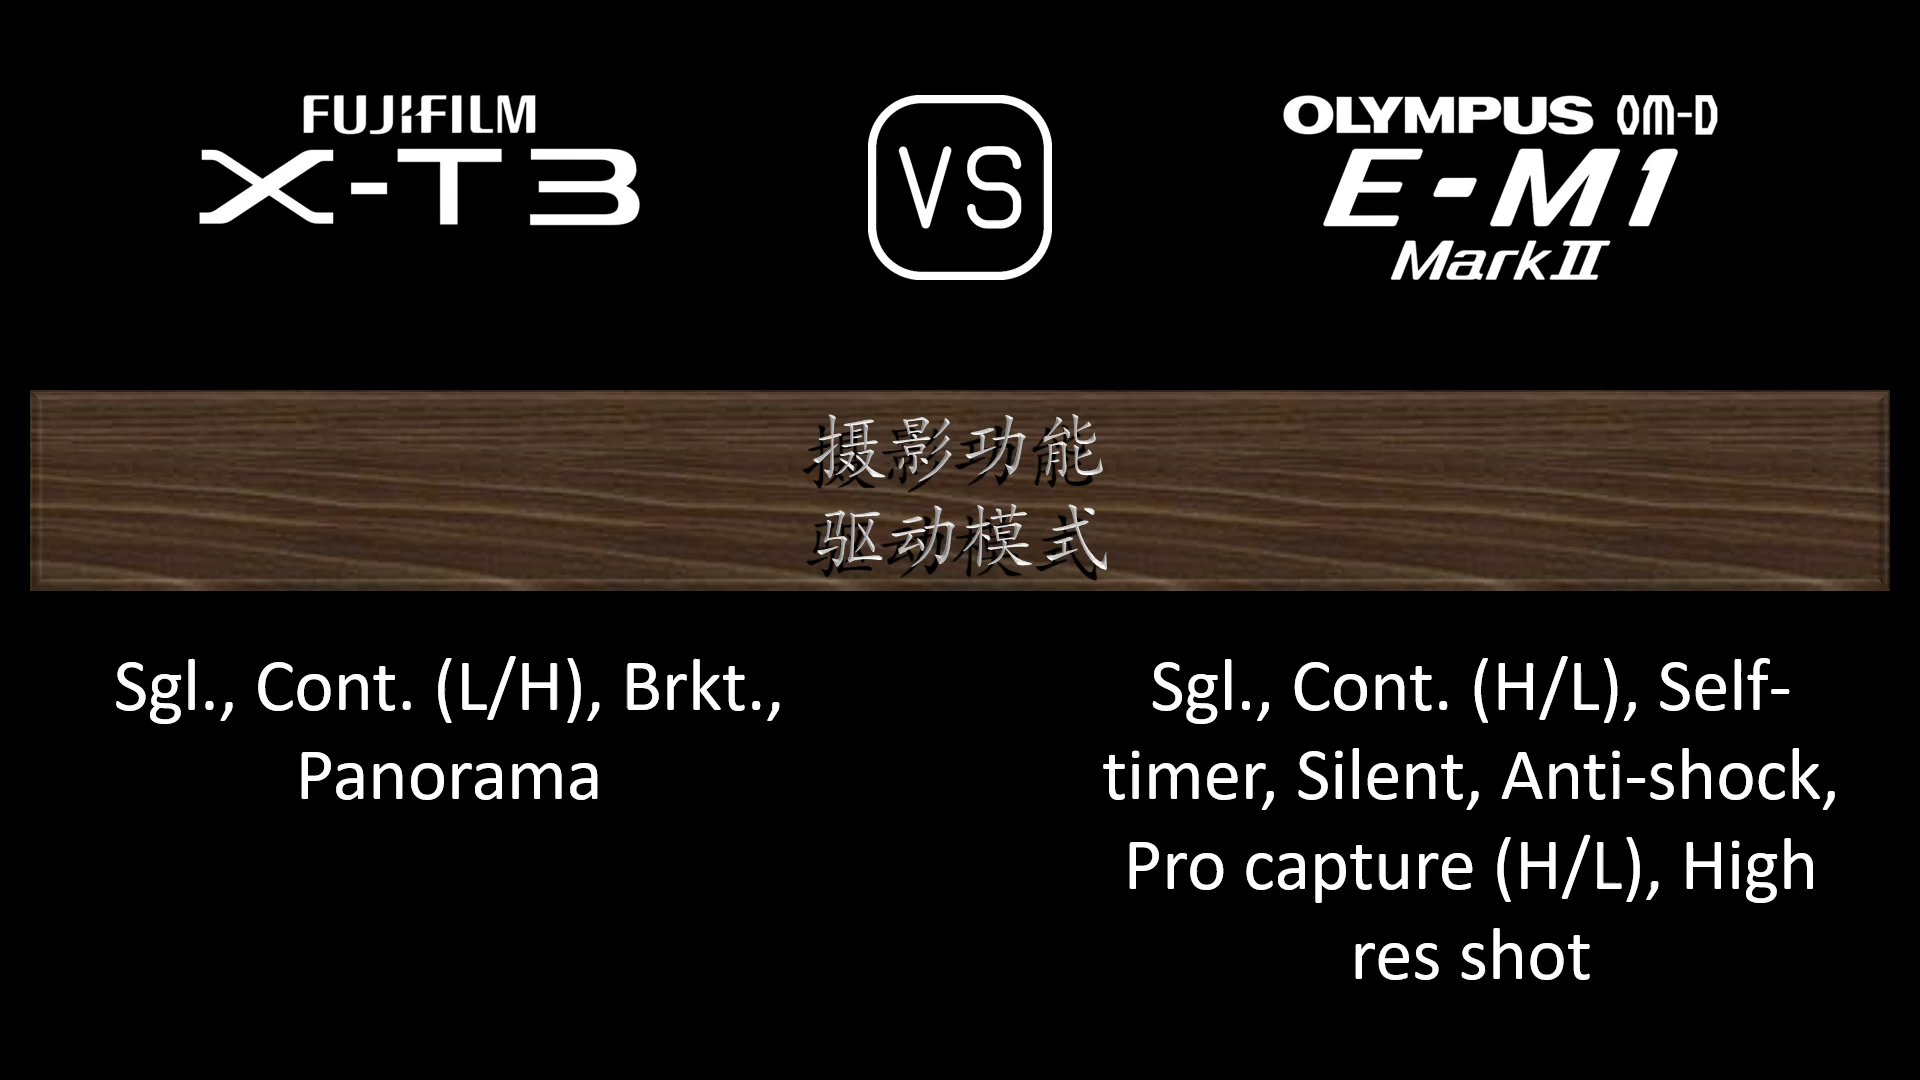 FUJIFILM
X-T3
VS
OLYMPUS OM-D
E-M1
Mark II
摄影功能
驱动模式
Sgl., Cont. (L/H), Brkt.,
Panorama
Sgl., Cont. (H/L), Self-
timer, Silent, Anti-shock,
Pro capture (H/L), High
res shot